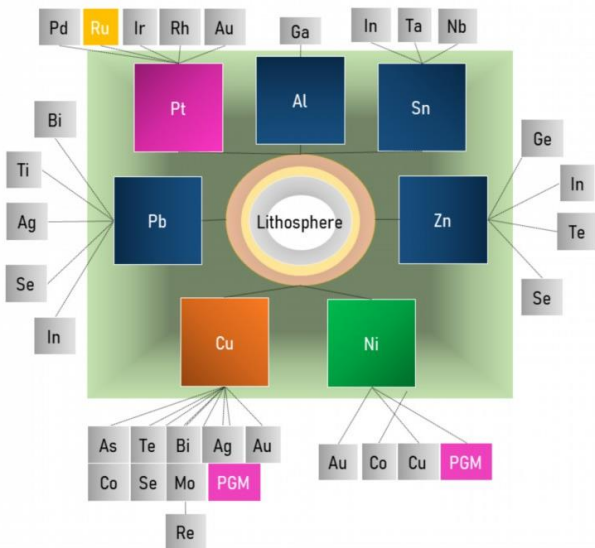 Pd Ru Ir Rh Au
Ga
In Ta Nb
Pt
Al
Sn
Bi
Ti
Ag
Se
In
Pb
Lithosphere
Zn
Ge
In
Te
Se
Cu
Ni
As Te Bi Ag Au
Co Se Mo PGM
Re
Au Co Cu PGM